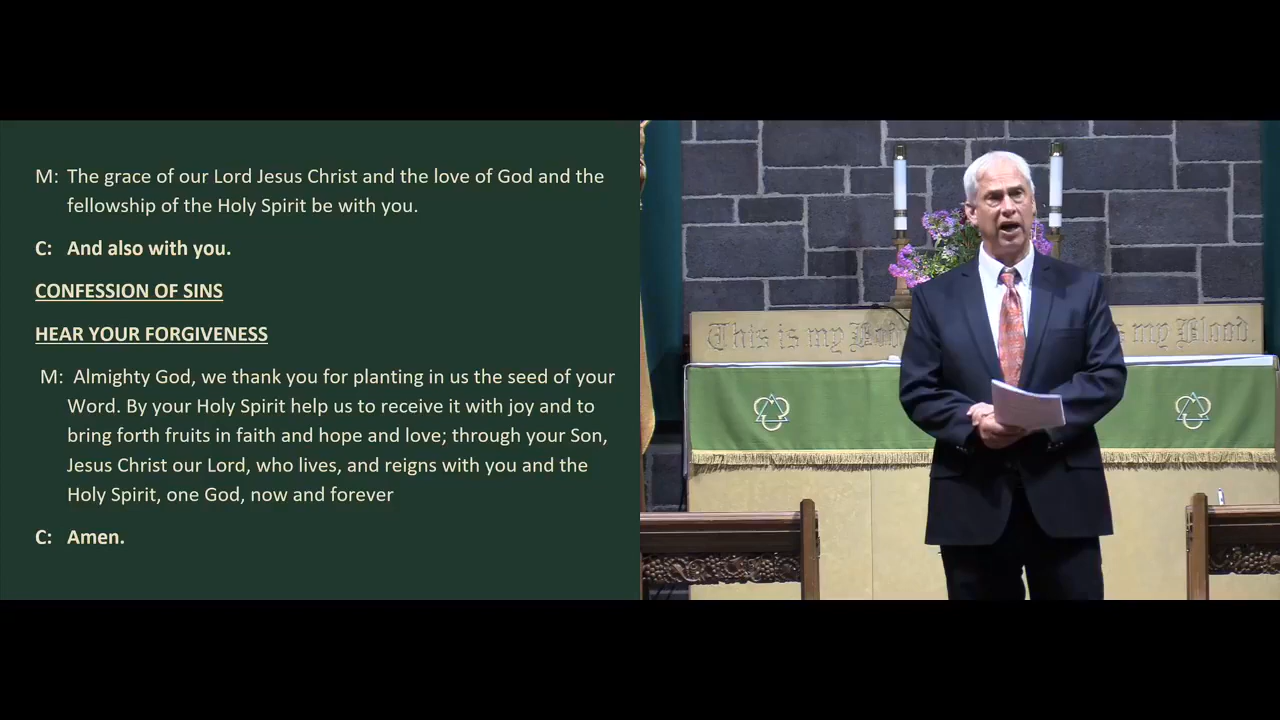 M: The grace of our Lord Jesus Christ and the love of God and the
fellowship of the Holy Spirit be with you.
C: And also with you.
CONFESSION OF SINS
HEAR YOUR FORGIVENESS
M: Almighty God, we thank you for planting in us the seed of your
Word. By your Holy Spirit help us to receive it with joy and to
bring forth fruits in faith and hope and love; through your Son,
Jesus Christ our Lord, who lives, and reigns with you and the
Holy Spirit, one God, now and forever
C: Amen.
This is my my Blood.